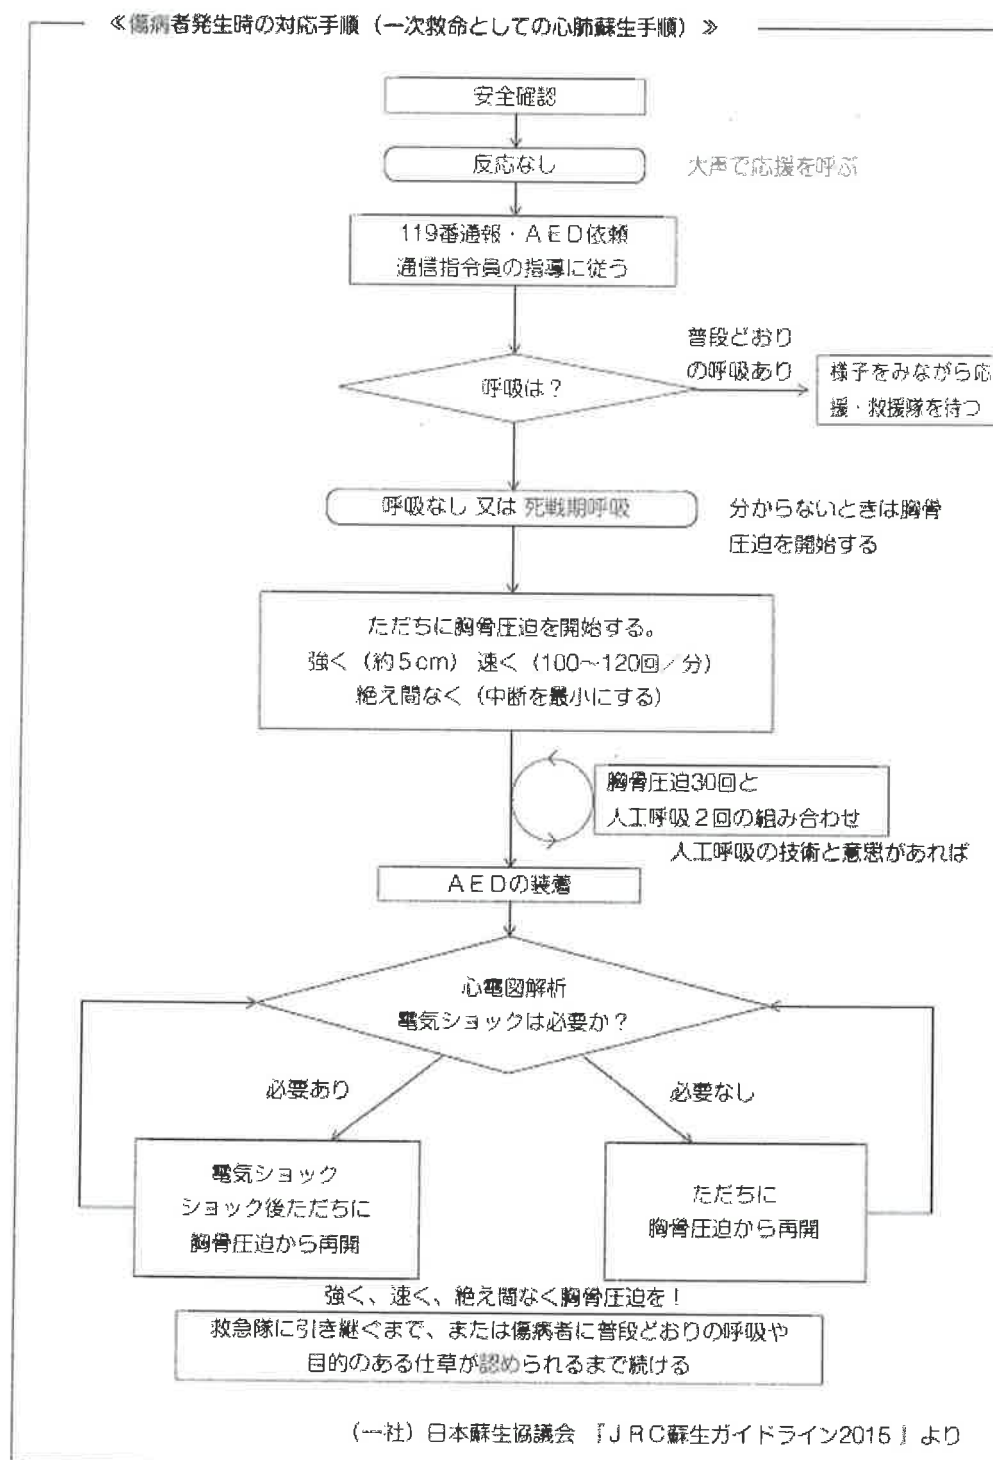 ≪傷病者発生時の対応手順（一次救命としての心肺蘇生手順）≫
安全確認
反応なし
大声で応援を呼ぶ
119番通報・ＡＥＤ依頼
通信指令員の指導に従う
呼吸は？
普段どおり
の呼吸あり
様子をみながら応
援・救援隊を待つ
呼吸なし 又は 死戦期呼吸
分からないときは胸骨
圧迫を開始する
ただちに胸骨圧迫を開始する。
強く（約５cm） 速く（100～120回／分）
絶え間なく（中断を最小にする）
胸骨圧迫30回と
人工呼吸２回の組み合わせ
人工呼吸の技術と意思があれば
ＡＥＤの装着
心電図解析
電気ショックは必要か？
必要あり
必要なし
電気ショック
ショック後ただちに
胸骨圧迫から再開
ただちに
胸骨圧迫から再開
強く、速く、絶え間なく胸骨圧迫を！
救急隊に引き継ぐまで、または傷病者に普段どおりの呼吸や
目的のある仕草が認められるまで続ける
（一社）日本蘇生協議会 『ＪＲＣ蘇生ガイドライン2015』より